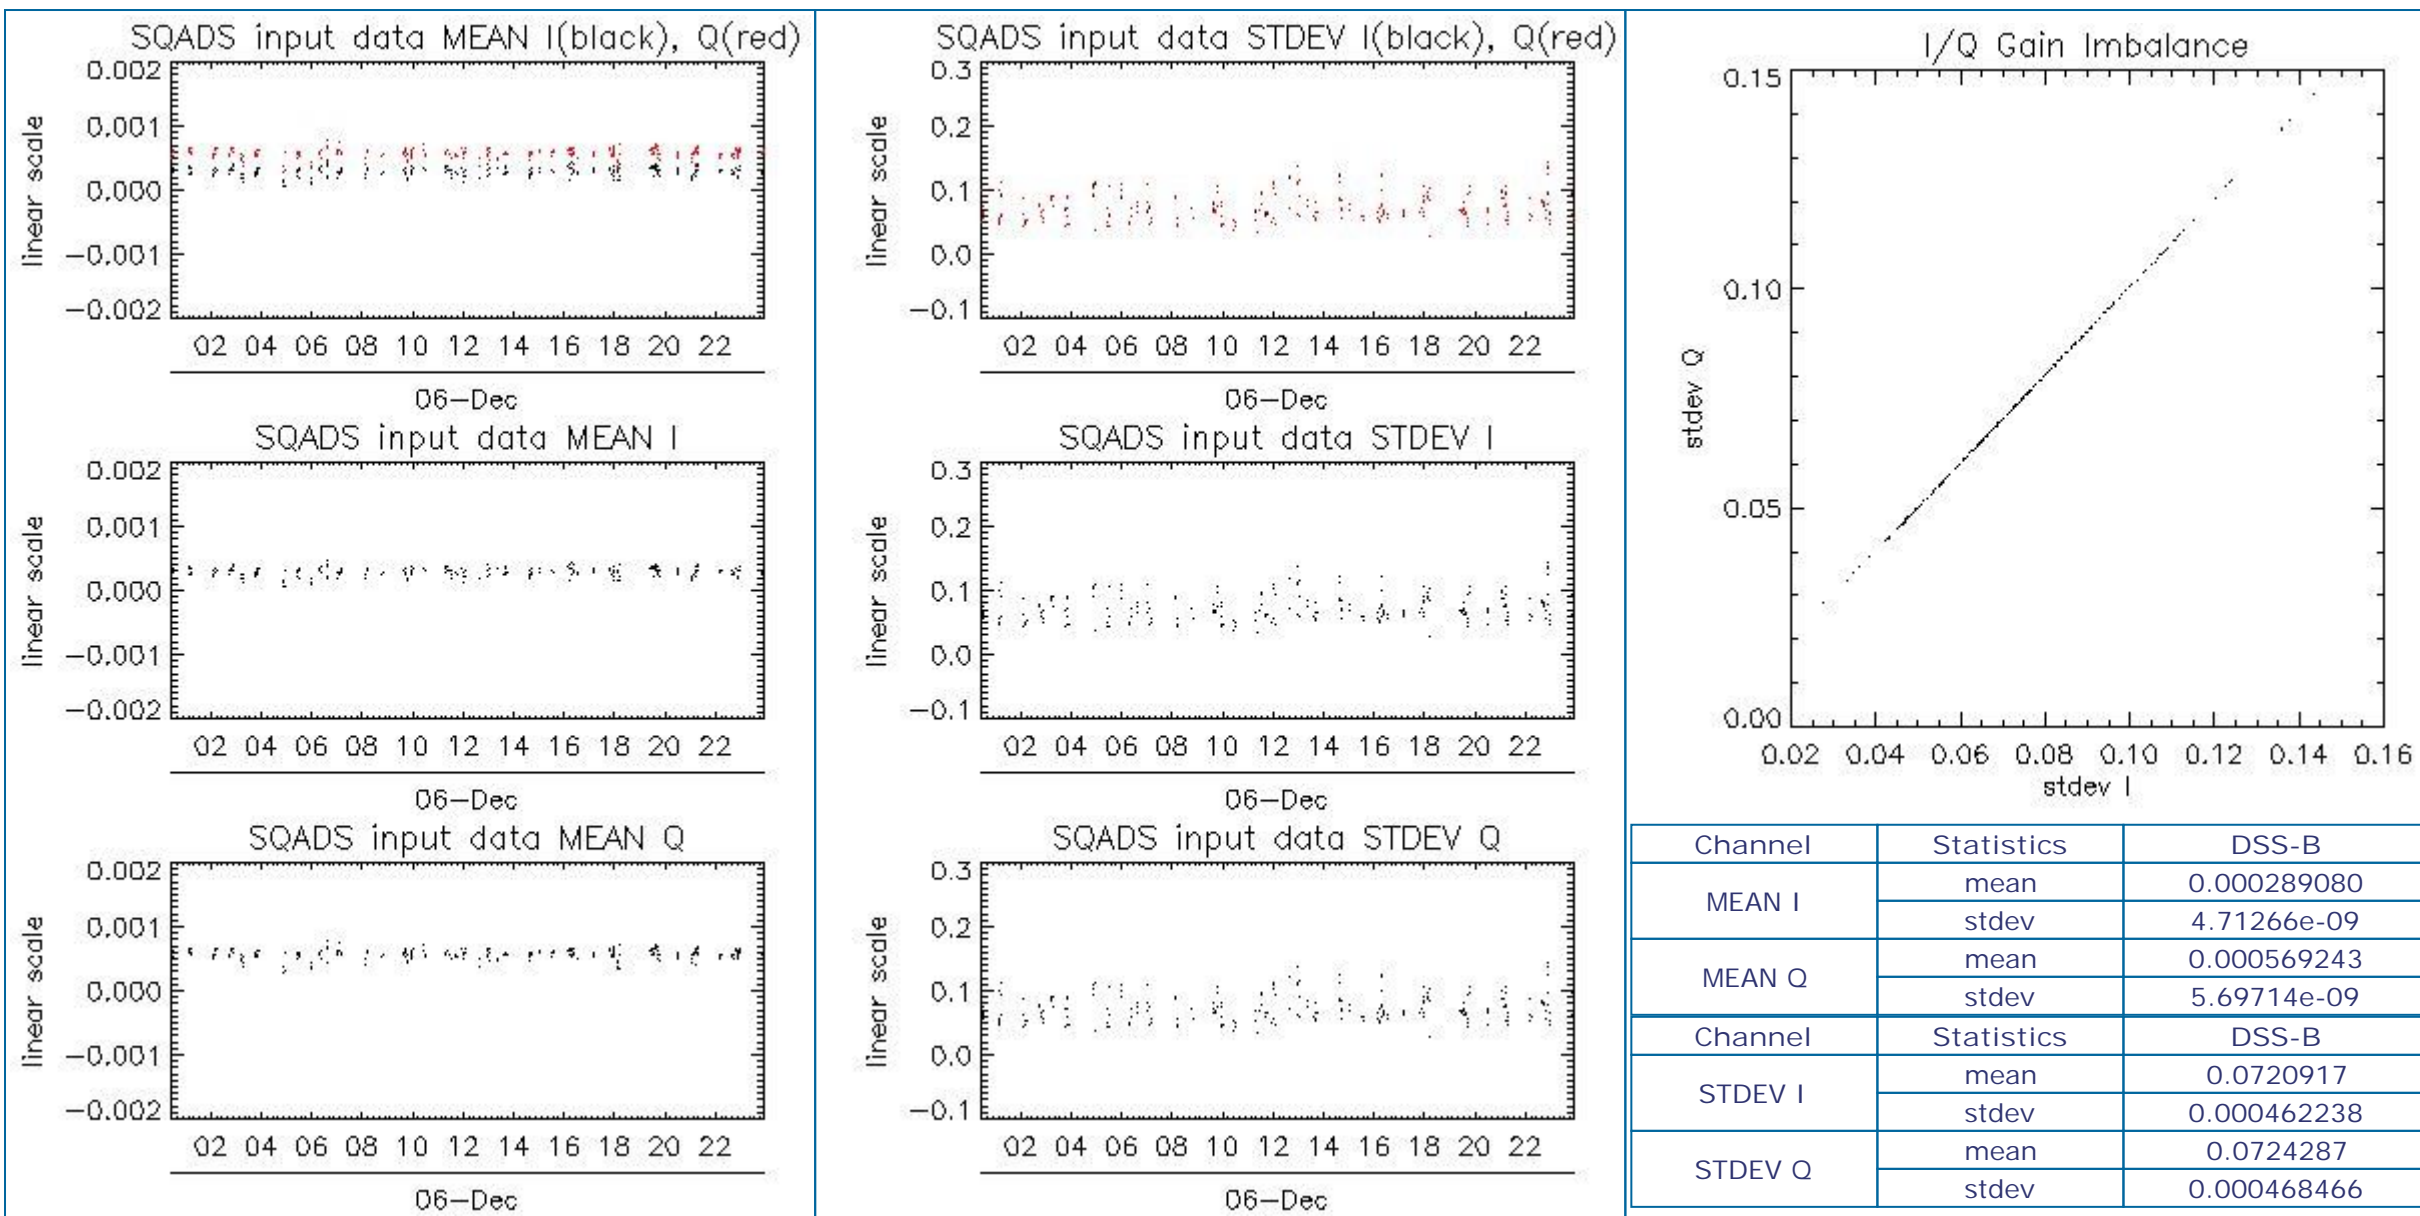 SQADS input data MEAN I(black), Q(red)
0.002
0.001
0.000
−0.001
−0.002
linear scale
02 04 06 08 10 12 14 16 18 20 22
06−Dec
SQADS input data MEAN I
0.002
0.001
0.000
−0.001
−0.002
linear scale
02 04 06 08 10 12 14 16 18 20 22
06−Dec
SQADS input data MEAN Q
0.002
0.001
0.000
−0.001
−0.002
linear scale
02 04 06 08 10 12 14 16 18 20 22
06−Dec
SQADS input data STDEV I(black), Q(red)
0.3
0.2
0.1
0.0
−0.1
linear scale
02 04 06 08 10 12 14 16 18 20 22
06−Dec
SQADS input data STDEV I
0.3
0.2
0.1
0.0
−0.1
linear scale
02 04 06 08 10 12 14 16 18 20 22
06−Dec
SQADS input data STDEV Q
0.3
0.2
0.1
0.0
−0.1
linear scale
02 04 06 08 10 12 14 16 18 20 22
06−Dec
I/Q Gain Imbalance
0.15
0.10
0.05
0.00
stdev Q
0.02 0.04 0.06 0.08 0.10 0.12 0.14 0.16
stdev I
Channel Statistics DSS-B
MEAN I mean 0.000289080
stdev 4.71266e-09
MEAN Q mean 0.000569243
stdev 5.69714e-09
Channel Statistics DSS-B
STDEV I mean 0.0720917
stdev 0.000462238
STDEV Q mean 0.0724287
stdev 0.000468466